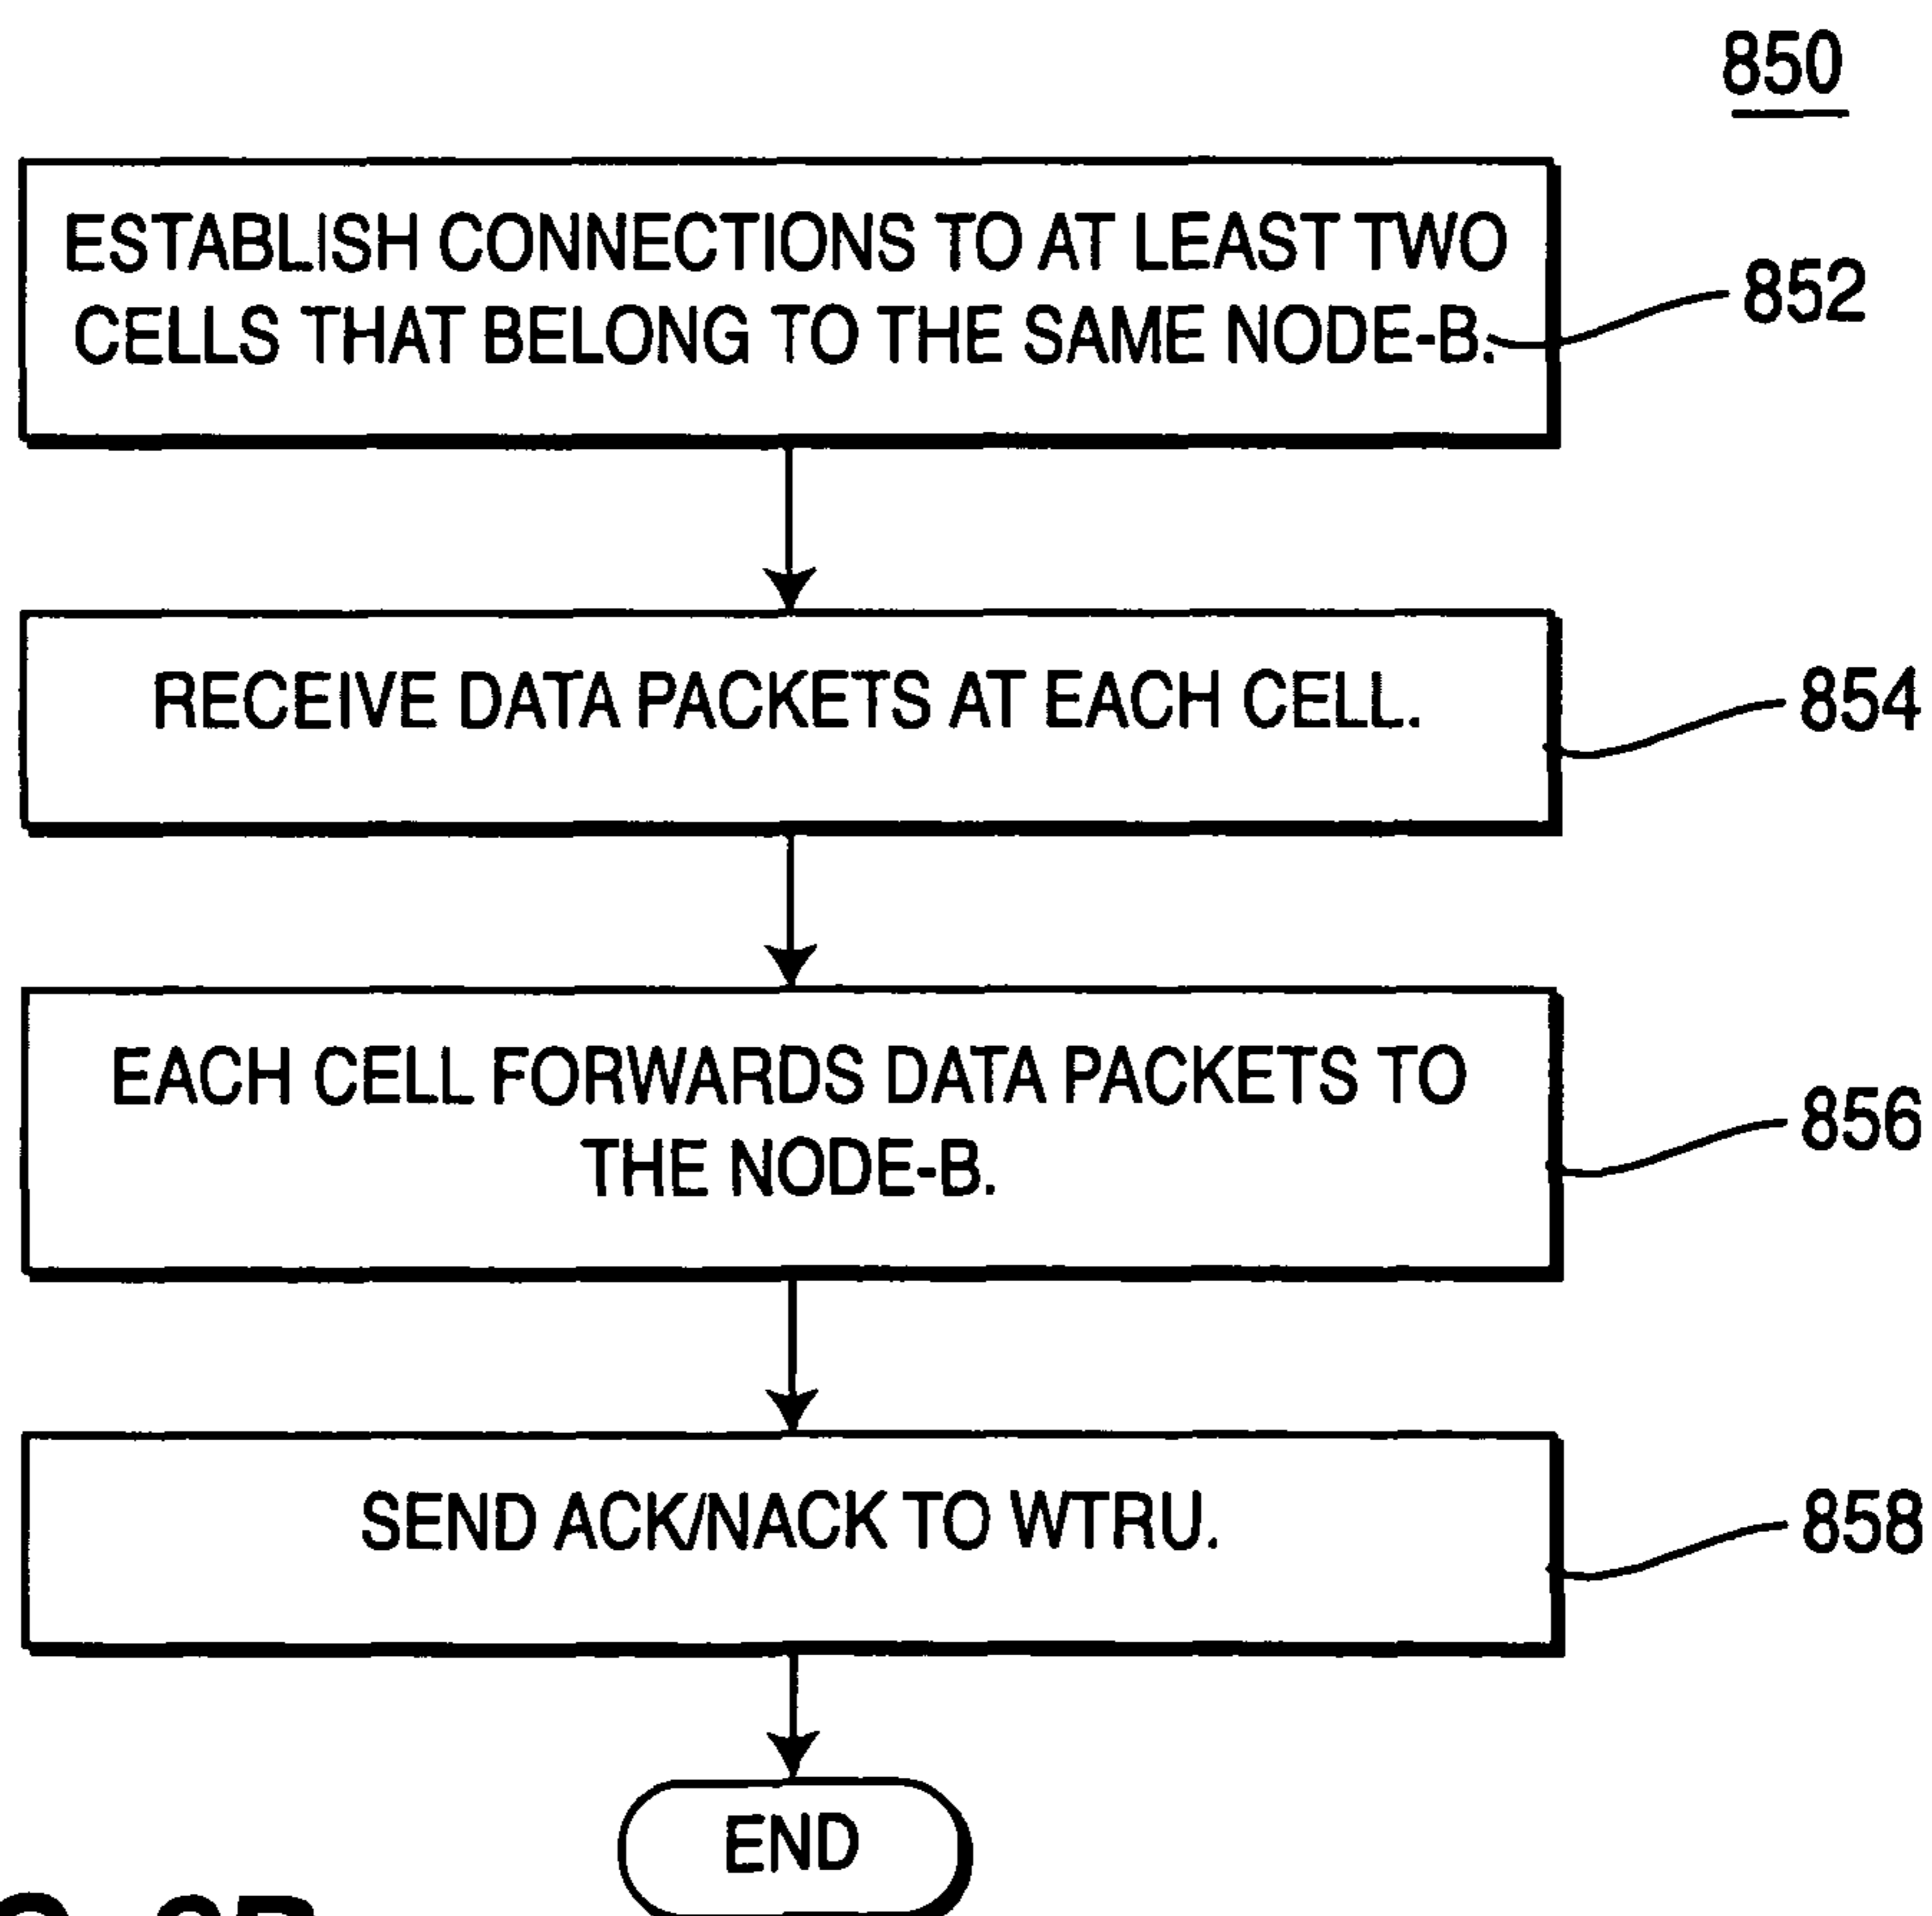 850
ESTABLISH CONNECTIONS TO AT LEAST TWO
CELLS THAT BELONG TO THE SAME NODE-B.
852
RECEIVE DATA PACKETS AT EACH CELL.
854
EACH CELL FORWARDS DATA PACKETS TO
THE NODE-B.
856
SEND ACK/NACK TO WTRU.
858
END